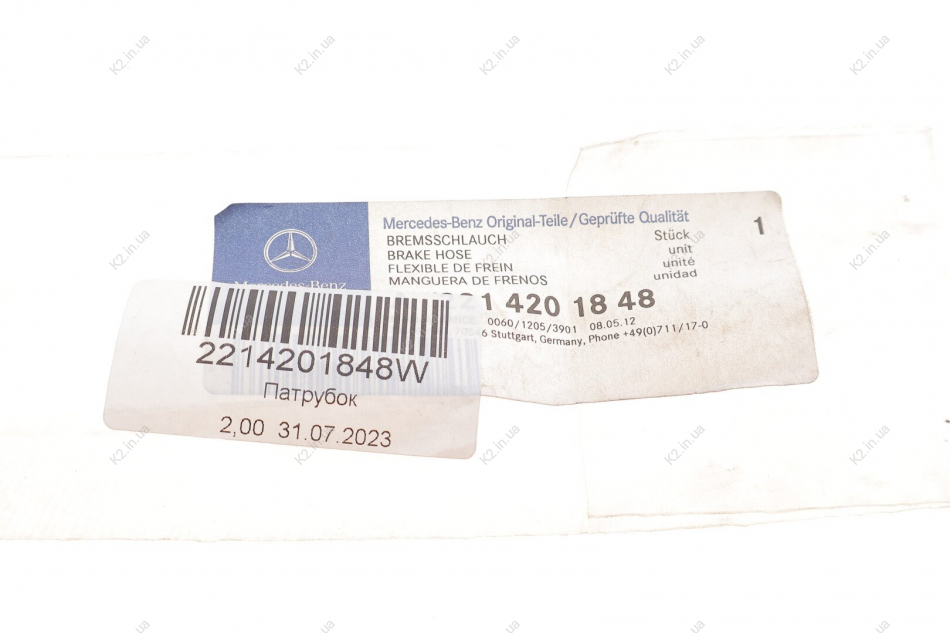 Mercedes-Benz Original-Teile/Geprüfte Qualität
BREMSSCHLAUCH
BRAKE HOSE
FLEXIBLE DE FREIN
MANGUERA DE FRENOS
Stück
unit
unité
unidad
1
Mercedes-Benz
1 420 18 48
0060/1205/3901 08.05.12
6 Stuttgart, Germany, Phone +49(0)711/17-0
2214201848W
Патрубок
2,00 31.07.2023
K2.in.ua